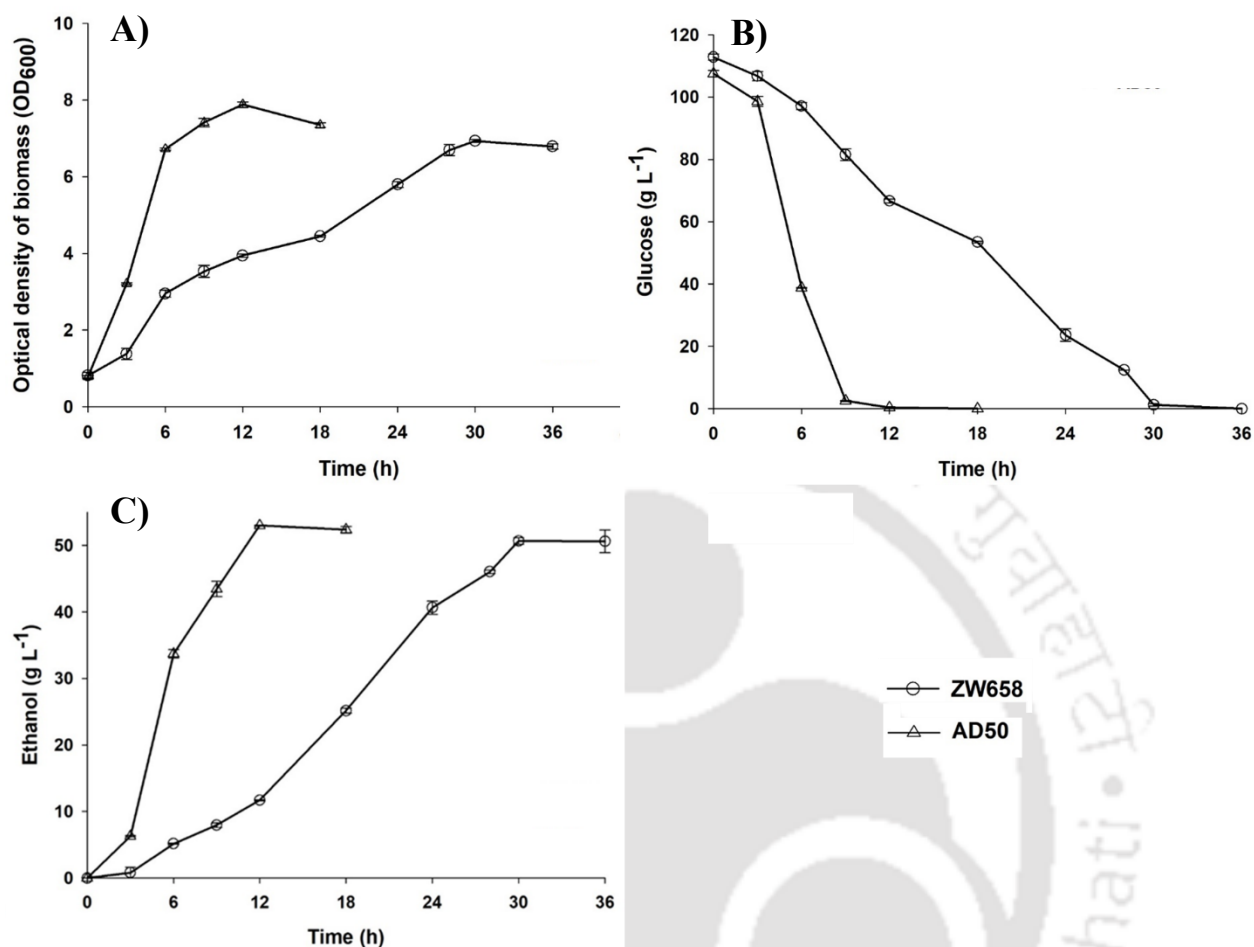 A)
Optical density of biomass (OD600)
10
8
6
4
2
0
0 6 12 18 24 30 36
Time (h)
B)
Glucose (g L-1)
120
100
80
60
40
20
0
0 6 12 18 24 30 36
Time (h)
C)
Ethanol (g L-1)
50
40
30
20
10
0
0 6 12 18 24 30 36
Time (h)
ZW658
AD50
गुवाहाटी • 
hati